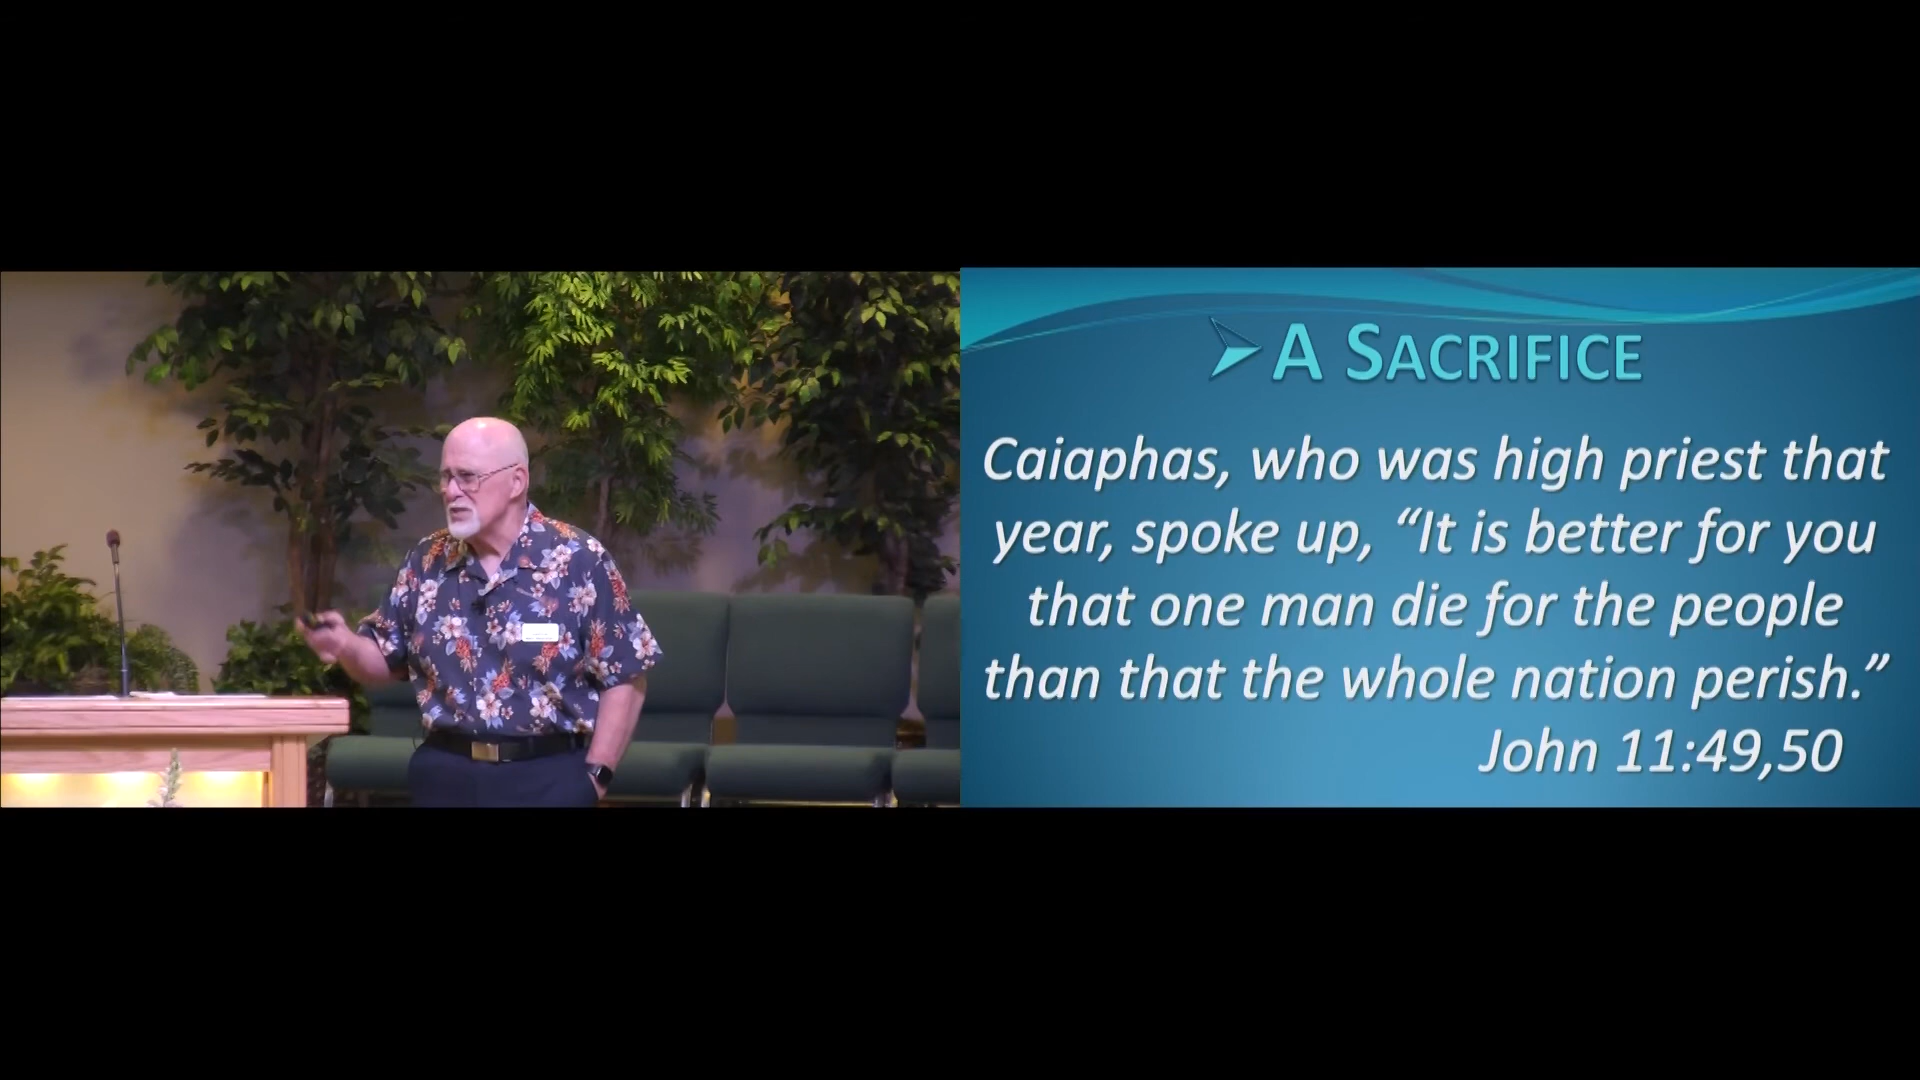 A SACRIFICE
Caiaphas, who was high priest that
year, spoke up, “It is better for you
that one man die for the people
than that the whole nation perish.”
John 11:49,50